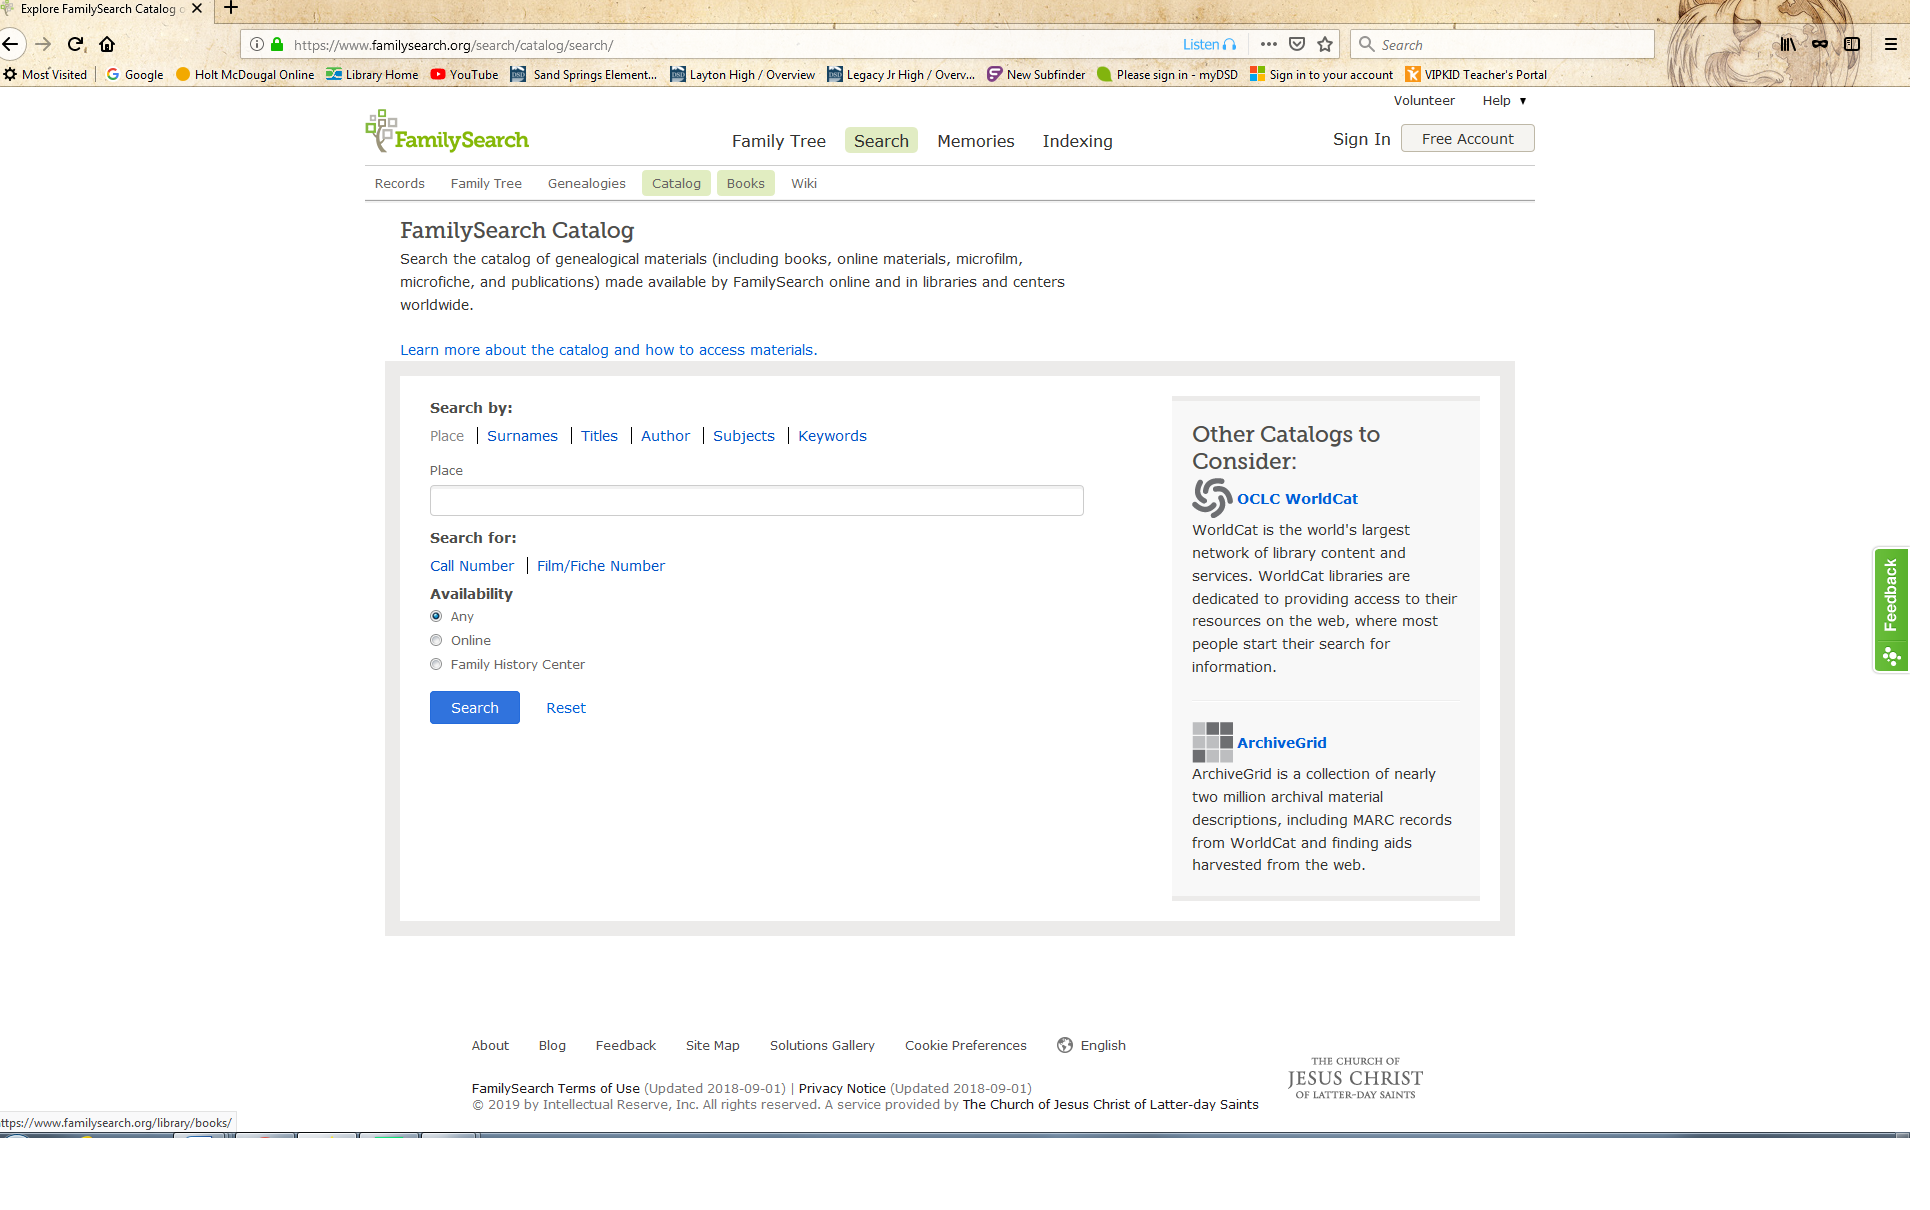 Explore FamilySearch Catalog
https://www.familysearch.org/search/catalog/search/
Listen
Search
Most Visited
Google
Holt McDougal Online
Library Home
YouTube
Sand Springs Element...
Layton High / Overview
Legacy Jr High / Overv...
New Subfinder
Please sign in - myDSD
Sign in to your account
VIPKID Teacher's Portal
Volunteer Help ▼
FamilySearch
Family Tree Search Memories Indexing
Sign In Free Account
Records Family Tree Genealogies Catalog Books Wiki
FamilySearch Catalog
Search the catalog of genealogical materials (including books, online materials, microfilm,
microfiche, and publications) made available by FamilySearch online and in libraries and centers
worldwide.
Learn more about the catalog and how to access materials.
Search by:
Place | Surnames | Titles | Author | Subjects | Keywords
Place
Search for:
Call Number | Film/Fiche Number
Availability
Any
Online
Family History Center
Search Reset
Other Catalogs to
Consider:
OCLC WorldCat
WorldCat is the world's largest
network of library content and
services. WorldCat libraries are
dedicated to providing access to their
resources on the web, where most
people start their search for
information.
ArchiveGrid
ArchiveGrid is a collection of nearly
two million archival material
descriptions, including MARC records
from WorldCat and finding aids
harvested from the web.
Feedback
About Blog Feedback Site Map Solutions Gallery Cookie Preferences English
FamilySearch Terms of Use (Updated 2018-09-01) | Privacy Notice (Updated 2018-09-01)
© 2019 by Intellectual Reserve, Inc. All rights reserved. A service provided by The Church of Jesus Christ of Latter-day Saints
THE CHURCH OF
JESUS CHRIST
OF LATTER-DAY SAINTS
ttps://www.familysearch.org/library/books/